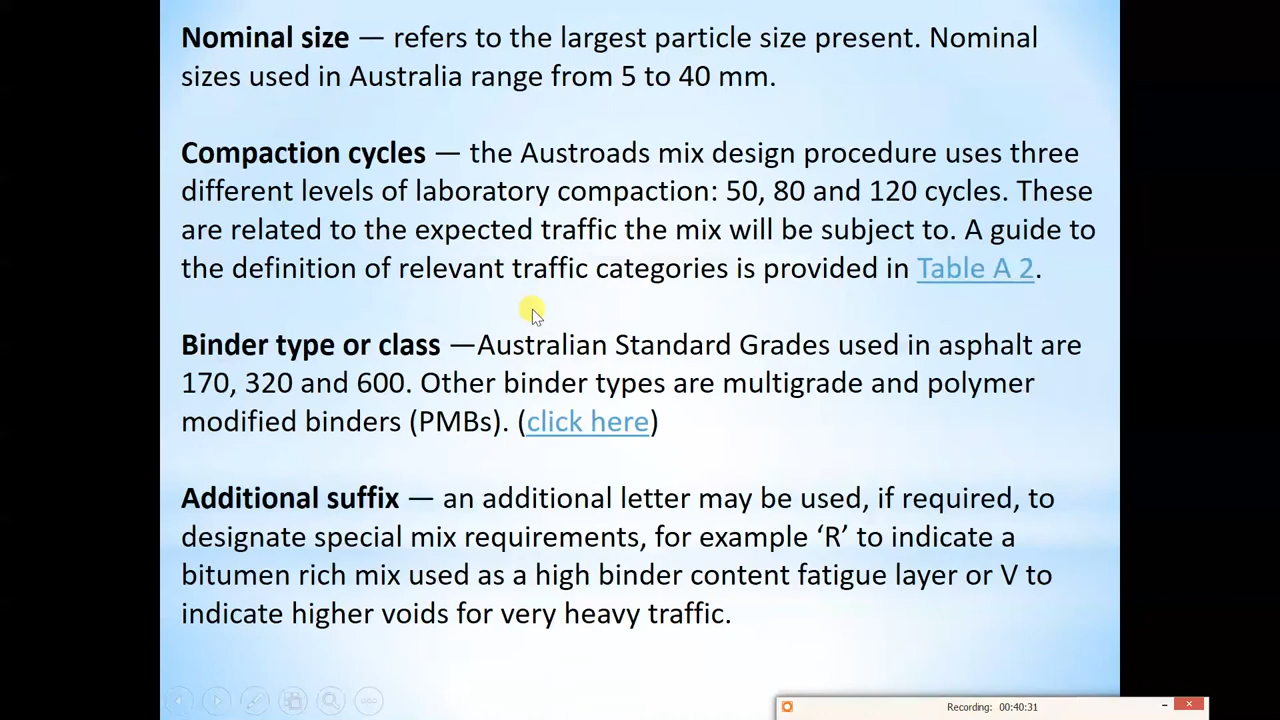 Nominal size — refers to the largest particle size present. Nominal
sizes used in Australia range from 5 to 40 mm.
Compaction cycles — the Austroads mix design procedure uses three
different levels of laboratory compaction: 50, 80 and 120 cycles. These
are related to the expected traffic the mix will be subject to. A guide to
the definition of relevant traffic categories is provided in Table A 2.
Binder type or class —Australian Standard Grades used in asphalt are
170, 320 and 600. Other binder types are multigrade and polymer
modified binders (PMBs). (click here)
Additional suffix — an additional letter may be used, if required, to
designate special mix requirements, for example ‘R’ to indicate a
bitumen rich mix used as a high binder content fatigue layer or V to
indicate higher voids for very heavy traffic.
Recording: 00:40:31